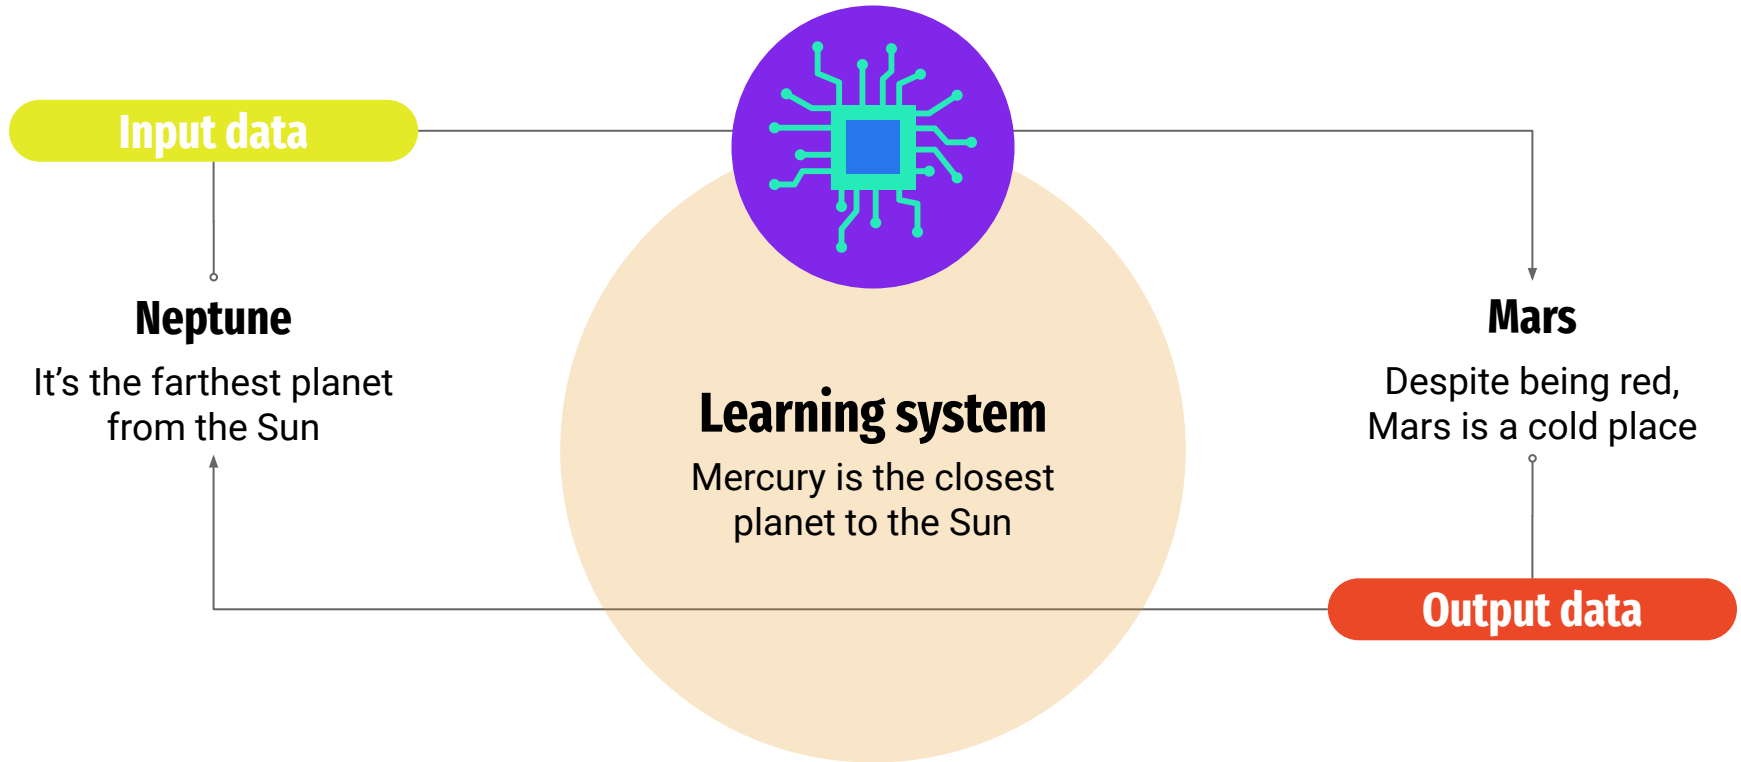 Input data
Neptune
It’s the farthest planet
from the Sun
Learning system
Mercury is the closest
planet to the Sun
Mars
Despite being red,
Mars is a cold place
Output data